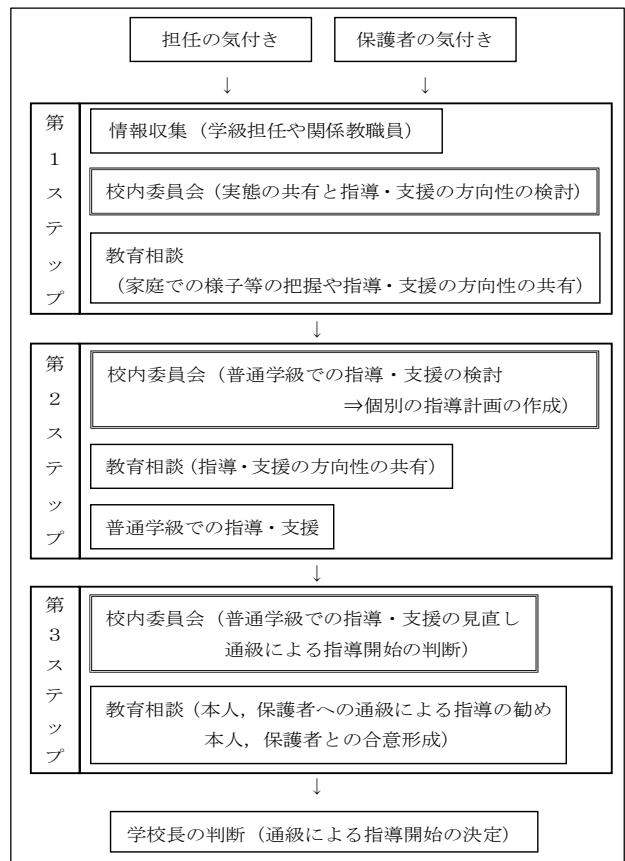 担任の気付き
保護者の気付き
↓ ↓
第1ステップ
情報収集（学級担任や関係教職員）
校内委員会（実態の共有と指導・支援の方向性の検討）
教育相談
（家庭での様子等の把握や指導・支援の方向性の共有）
↓
第2ステップ
校内委員会（普通学級での指導・支援の検討
⇒個別の指導計画の作成）
教育相談（指導・支援の方向性の共有）
普通学級での指導・支援
↓
第3ステップ
校内委員会（普通学級での指導・支援の見直し
通級による指導開始の判断）
教育相談（本人，保護者への通級による指導の勧め
本人，保護者との合意形成）
↓
学校長の判断（通級による指導開始の決定）